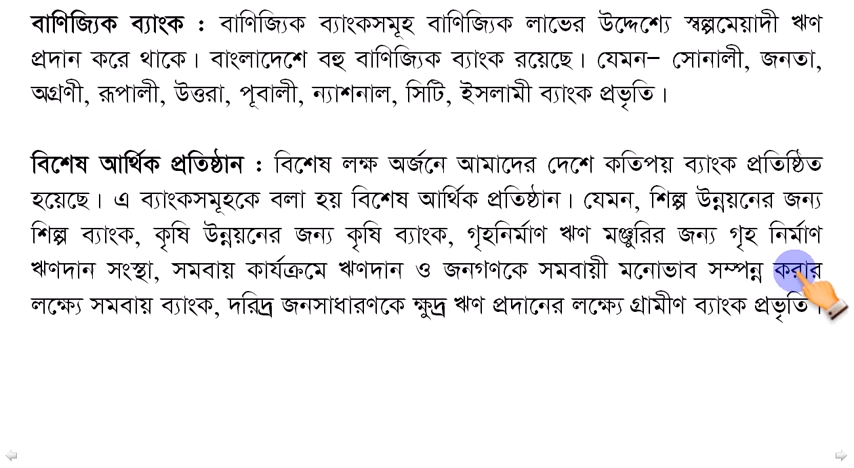 বাণিজ্যিক ব্যাংক : বাণিজ্যিক ব্যাংকসমূহ বাণিজ্যিক লাভের উদ্দেশ্যে স্বল্পমেয়াদী ঋণ
প্রদান করে থাকে। বাংলাদেশে বহু বাণিজ্যিক ব্যাংক রয়েছে। যেমন– সোনালী, জনতা,
অগ্রণী, রূপালী, উত্তরা, পূবালী, ন্যাশনাল, সিটি, ইসলামী ব্যাংক প্রভৃতি।
বিশেষ আর্থিক প্রতিষ্ঠান : বিশেষ লক্ষ অর্জনে আমাদের দেশে কতিপয় ব্যাংক প্রতিষ্ঠিত
হয়েছে। এ ব্যাংকসমূহকে বলা হয় বিশেষ আর্থিক প্রতিষ্ঠান। যেমন, শিল্প উন্নয়নের জন্য
শিল্প ব্যাংক, কৃষি উন্নয়নের জন্য কৃষি ব্যাংক, গৃহনির্মাণ ঋণ মঞ্জুরির জন্য গৃহ নির্মাণ
ঋণদান সংস্থা, সমবায় কার্যক্রমে ঋণদান ও জনগণকে সমবায়ী মনোভাব সম্পন্ন করার
লক্ষ্যে সমবায় ব্যাংক, দরিদ্র জনসাধারণকে ক্ষুদ্র ঋণ প্রদানের লক্ষ্যে গ্রামীণ ব্যাংক প্রভৃতি।